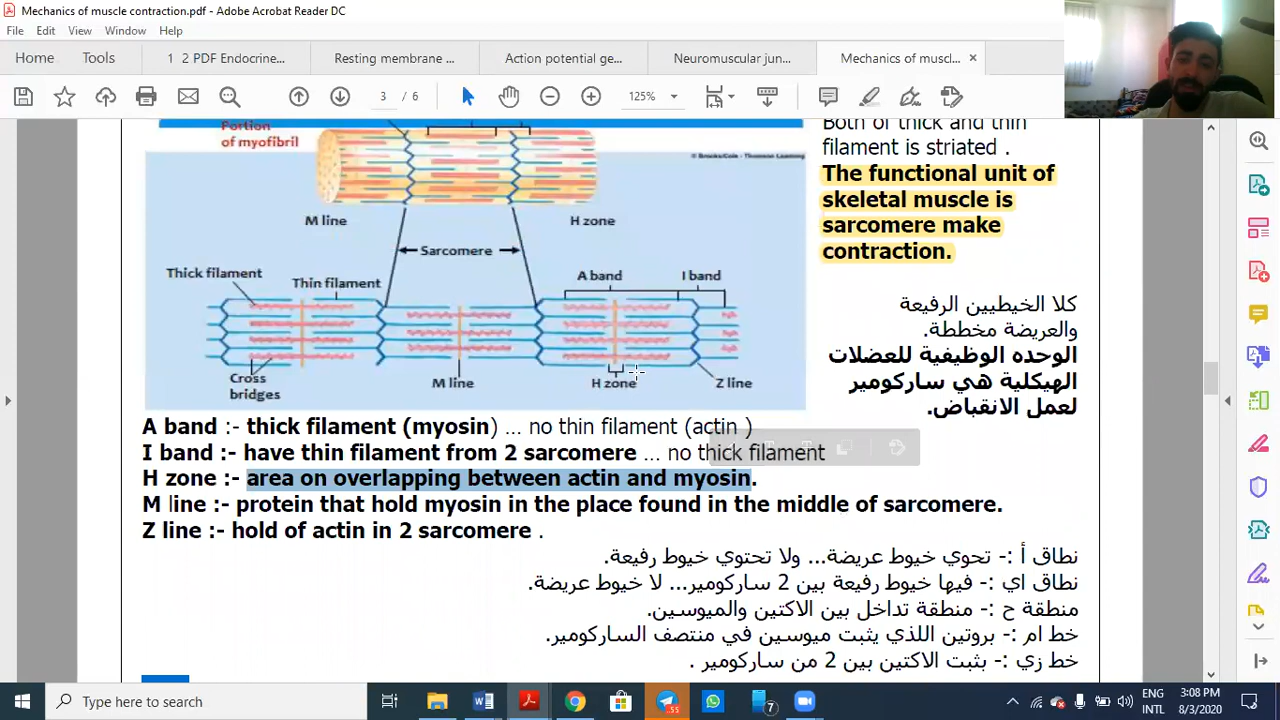 Mechanics of muscle contraction.pdf - Adobe Acrobat Reader DC
File Edit View Window Help
Home Tools 1 2 PDF Endocrine... Resting membrane ... Action potential ge... Neuromuscular jun... Mechanics of muscl... ×
3 / 6 125%
Portion
of myofibril
© Brooks/Cole - Thomson Learning
M line H zone
Sarcomere
Thick filament Thin filament A band I band
Cross
bridges
M line H zone Z line
Both of thick and thin
filament is striated .
The functional unit of
skeletal muscle is
sarcomere make
contraction.
كلا الخيطيين الرفيعة
والعريضة مخططة.
الوحده الوظيفية للعضلات
الهيكلية هي ساركومير
لعمل الانقباض.
A band :- thick filament (myosin) ... no thin filament (actin )
I band :- have thin filament from 2 sarcomere ... no thick filament
H zone :- area on overlapping between actin and myosin.
M line :- protein that hold myosin in the place found in the middle of sarcomere.
Z line :- hold of actin in 2 sarcomere .
نطاق أ :- تحوي خيوط عريضة... ولا تحتوي خيوط رفيعة.
نطاق اي :- فيها خيوط رفيعة بين 2 ساركومير... لا خيوط عريضة.
منطقة ح :- منطقة تداخل بين الاكتين والميوسين.
خط ام :- بروتين اللذي يثبت ميوسين في منتصف الساركومير.
خط زي :- بثبت الاكتين بين 2 من ساركومير .
Type here to search
7
ENG
INTL
3:08 PM
8/3/2020